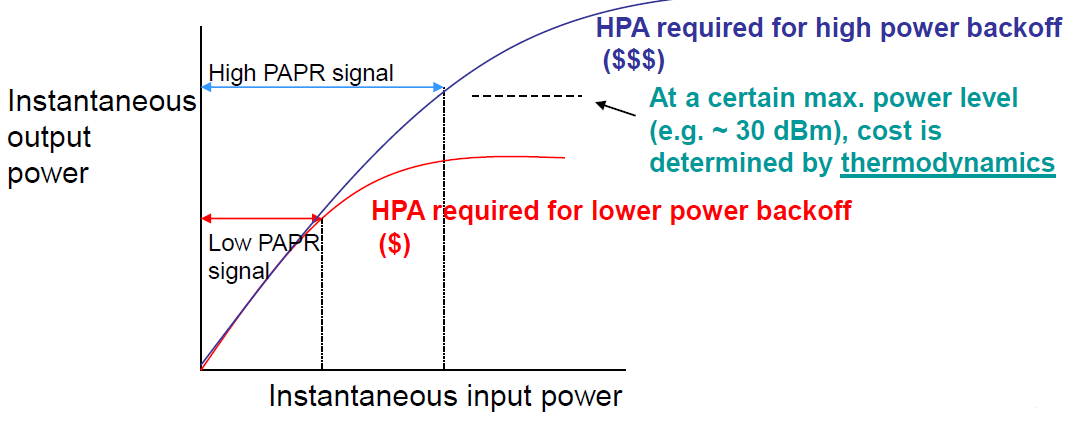 HPA required for high power backoff
($$$)
High PAPR signal
Instantaneous
output
power
At a certain max. power level
(e.g. ~ 30 dBm), cost is
determined by thermodynamics
HPA required for lower power backoff
($)
Low PAPR
signal
Instantaneous input power